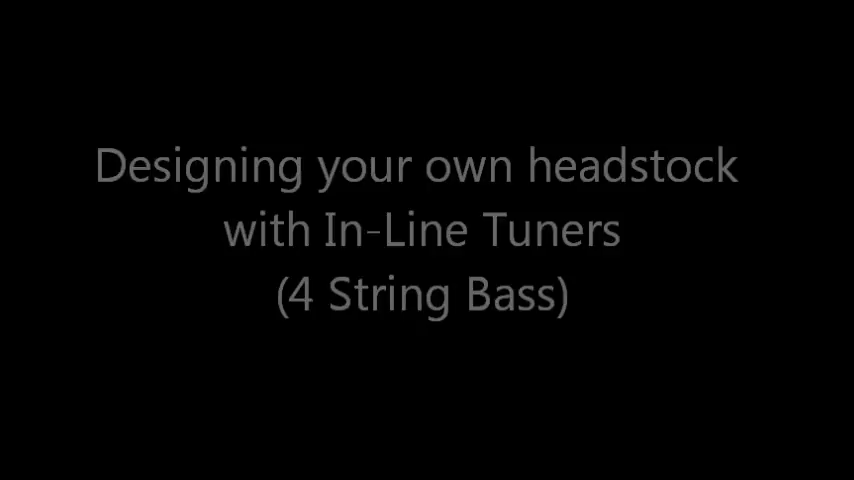 Designing your own headstock
with In-Line Tuners
(4 String Bass)